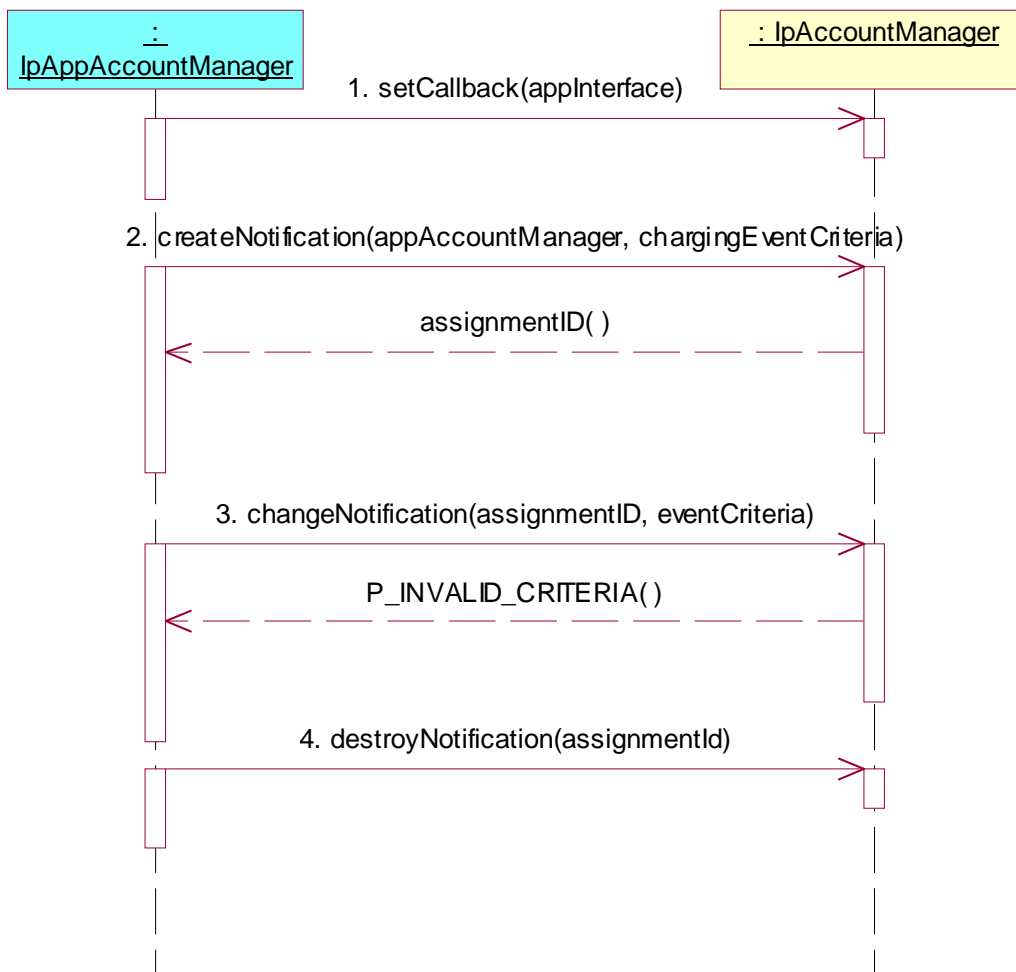 :
IpAppAccountManager
: IpAccountManager
1. setCallback(appInterface)
2. createNotification(appAccountManager, chargingEventCriteria)
assignmentID( )
3. changeNotification(assignmentID, eventCriteria)
P_INVALID_CRITERIA( )
4. destroyNotification(assignmentId)